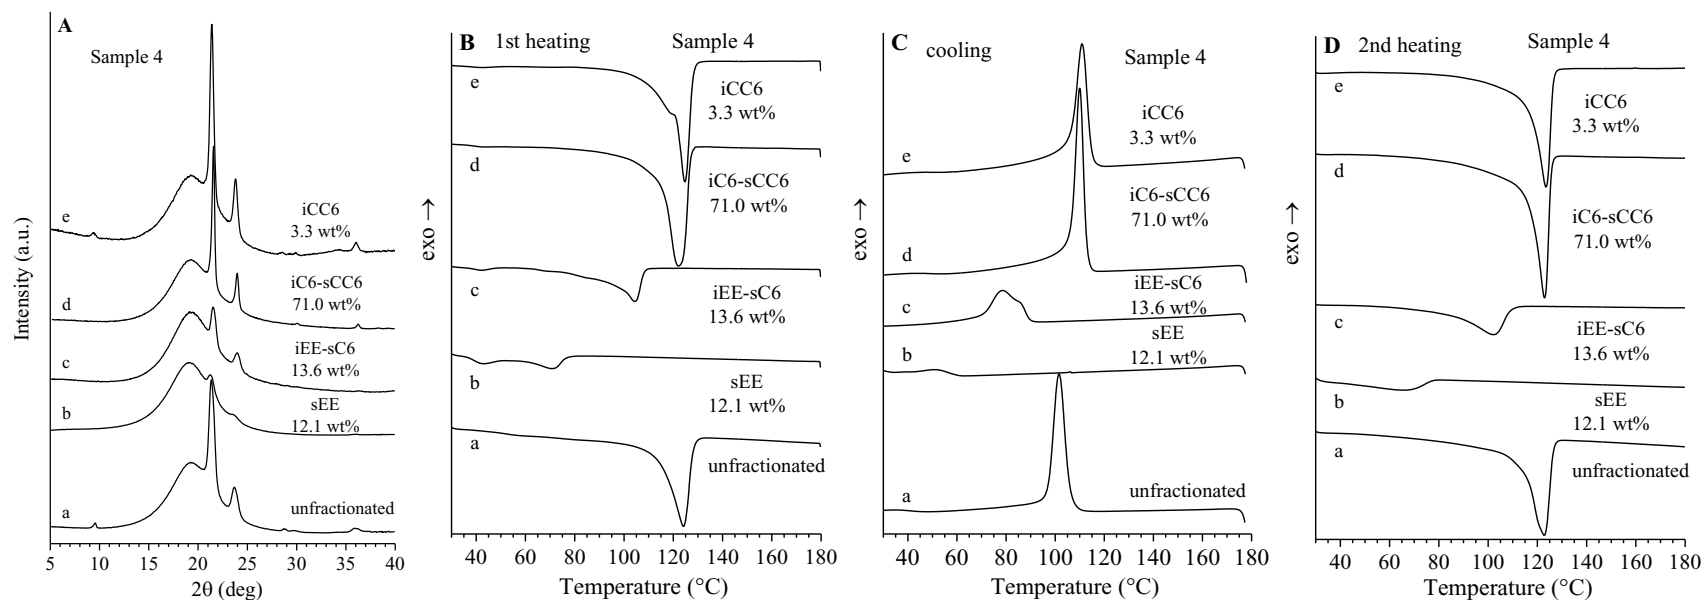 A
Sample 4
e
iCC6
3.3 wt%
d
iC6-sCC6
71.0 wt%
c
iEE-sC6
13.6 wt%
b
sEE
12.1 wt%
a
unfractionated
Intensity (a.u.)
5 10 15 20 25 30 35 40
2θ (deg)
B
1st heating
Sample 4
e
iCC6
3.3 wt%
d
iC6-sCC6
71.0 wt%
c
iEE-sC6
13.6 wt%
b
sEE
12.1 wt%
a
unfractionated
exo →
40 60 80 100 120 140 160 180
Temperature (°C)
C
cooling
Sample 4
e
iCC6
3.3 wt%
d
iC6-sCC6
71.0 wt%
c
iEE-sC6
13.6 wt%
b
sEE
12.1 wt%
a
unfractionated
exo →
40 60 80 100 120 140 160 180
Temperature (°C)
D
2nd heating
Sample 4
e
iCC6
3.3 wt%
d
iC6-sCC6
71.0 wt%
c
iEE-sC6
13.6 wt%
b
sEE
12.1 wt%
a
unfractionated
exo →
40 60 80 100 120 140 160 180
Temperature (°C)